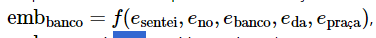 emb_banco = f(e_sentei, e_no, e_banco, e_da, e_praça),